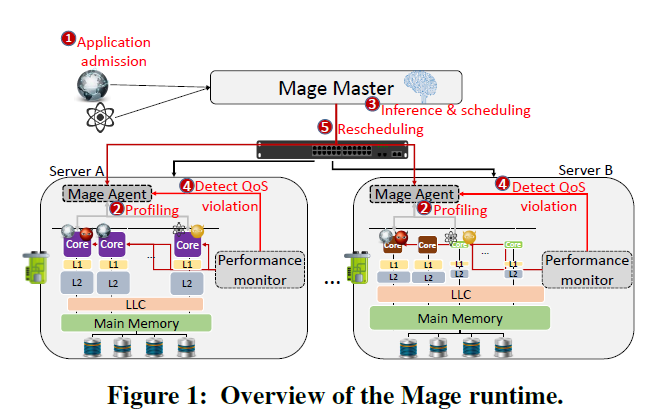 1 Application
admission
Mage Master
3 Inference & scheduling
5 Rescheduling
Server A
Mage Agent
4 Detect QoS
violation
2 Profiling
Core
Core
Core
...
L1
L1
L1
L2
L2
L2
Performance
monitor
LLC
Main Memory
...
Server B
Mage Agent
4 Detect QoS
violation
2 Profiling
Core
Core
Core
Core
...
L1
L1
L1
L1
L2
L2
L2
L2
Performance
monitor
LLC
Main Memory
Figure 1: Overview of the Mage runtime.